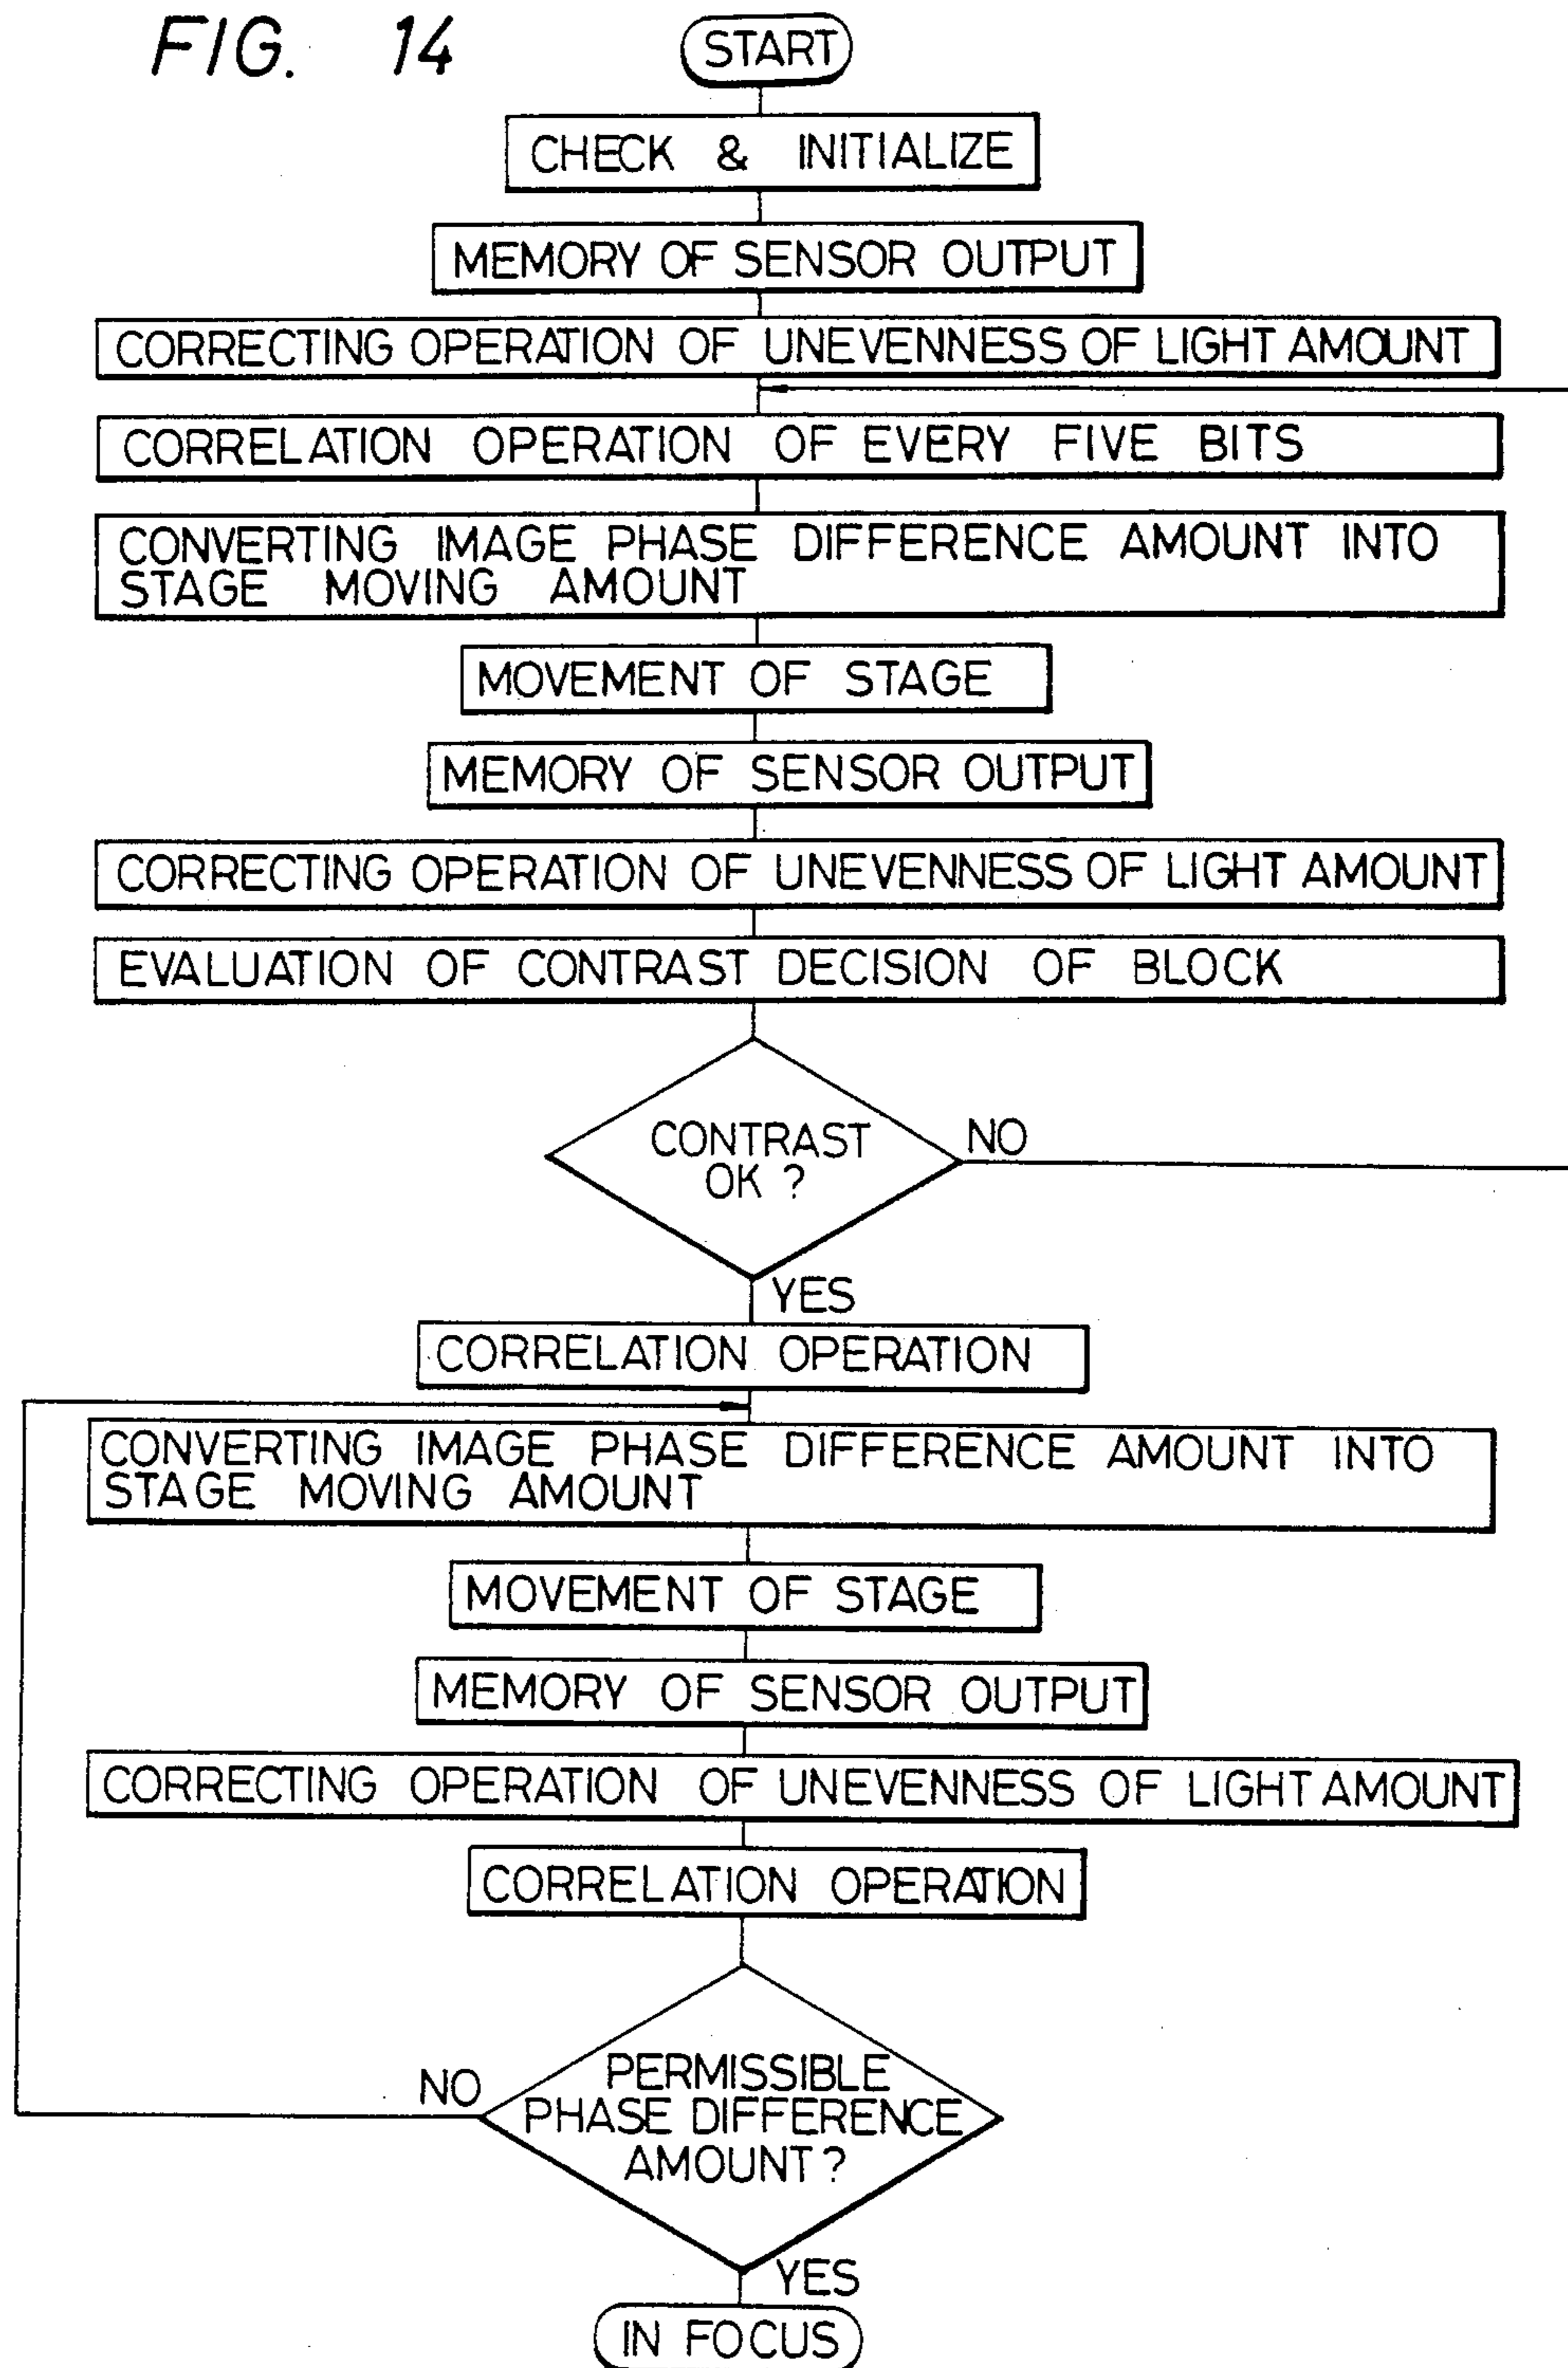 FIG. 14
START
CHECK & INITIALIZE
MEMORY OF SENSOR OUTPUT
CORRECTING OPERATION OF UNEVENNESS OF LIGHT AMOUNT
CORRELATION OPERATION OF EVERY FIVE BITS
CONVERTING IMAGE PHASE DIFFERENCE AMOUNT INTO
STAGE MOVING AMOUNT
MOVEMENT OF STAGE
MEMORY OF SENSOR OUTPUT
CORRECTING OPERATION OF UNEVENNESS OF LIGHT AMOUNT
EVALUATION OF CONTRAST DECISION OF BLOCK
CONTRAST
OK ?
NO
YES
CORRELATION OPERATION
CONVERTING IMAGE PHASE DIFFERENCE AMOUNT INTO
STAGE MOVING AMOUNT
MOVEMENT OF STAGE
MEMORY OF SENSOR OUTPUT
CORRECTING OPERATION OF UNEVENNESS OF LIGHT AMOUNT
CORRELATION OPERATION
NO
PERMISSIBLE
PHASE DIFFERENCE
AMOUNT ?
YES
IN FOCUS